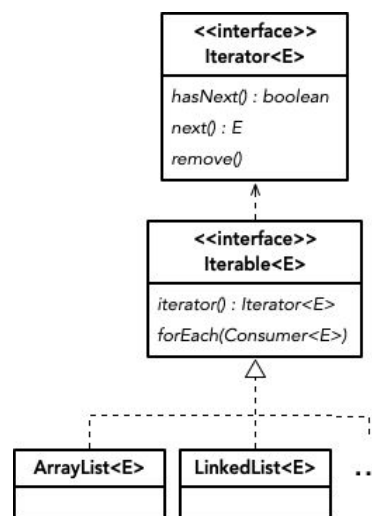 <<interface>>
Iterator<E>
hasNext() : boolean
next() : E
remove()
<<interface>>
Iterable<E>
iterator() : Iterator<E>
forEach(Consumer<E>)
ArrayList<E>
LinkedList<E>
..